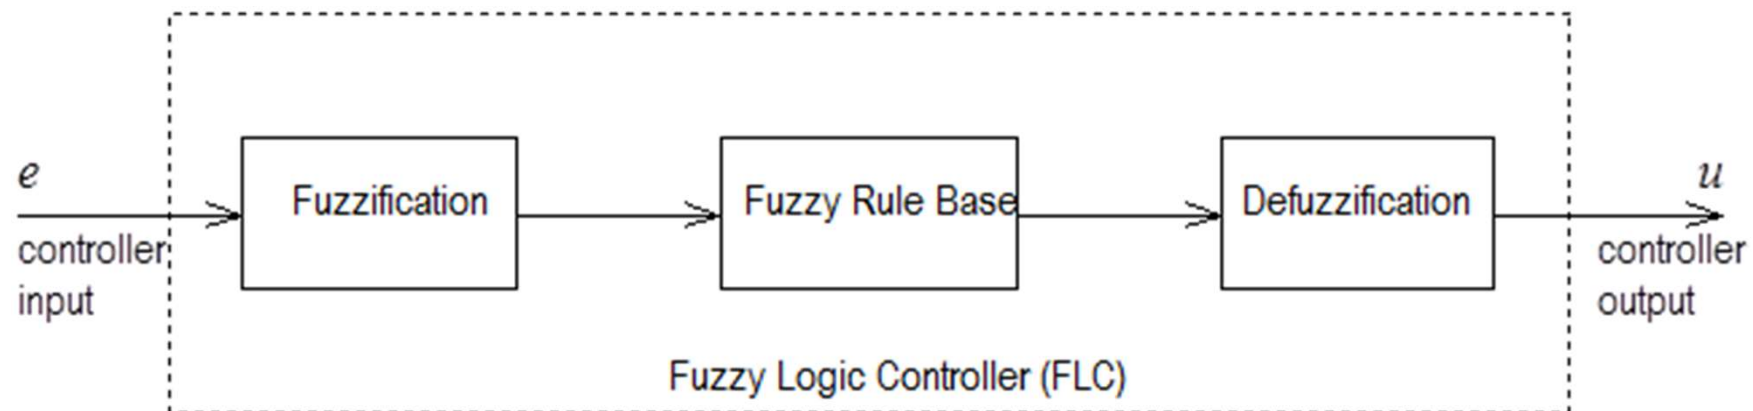 e
controller
input
Fuzzification
Fuzzy Rule Base
Defuzzification
u
controller
output
Fuzzy Logic Controller (FLC)